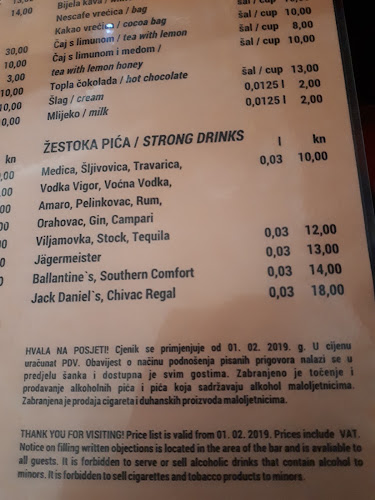 14,00 Bijela kava /
Nescafe vrećica / bag šal / cup 10,00
Kakao vrećica / cocoa bag šal / cup 8,00
30,00 Čaj s limunom / tea with lemon šal / cup 10,00
10,00 Čaj s limunom i medom /
3,00 tea with lemon honey
10,00 Topla čokolada / hot chocolate šal / cup 13,00
10,00 Šlag / cream 0,0125 l 2,00
0,00 Mlijeko / milk 0,0125 l 2,00
ŽESTOKA PIĆA / STRONG DRINKS l kn
kn Medica, Šljivovica, Travarica, 0,03 10,00
Vodka Vigor, Voćna Vodka,
Amaro, Pelinkovac, Rum,
Orahovac, Gin, Campari
Viljamovka, Stock, Tequila 0,03 12,00
Jägermeister 0,03 13,00
Ballantine`s, Southern Comfort 0,03 14,00
Jack Daniel`s, Chivac Regal 0,03 18,00
HVALA NA POSJETI! Cjenik se primjenjuje od 01. 02. 2019. g. U cijenu
uračunat PDV. Obavijest o načinu podnošenja pisanih prigovora nalazi se u
predjelu šanka i dostupna je svim gostima. Zabranjeno je točenje i
prodavanje alkoholnih pića i pića koja sadržavaju alkohol maloljetnicima.
Zabranjena je prodaja cigareta i duhanskih proizvoda maloljetnicima.
THANK YOU FOR VISITING! Price list is valid from 01. 02. 2019. Prices include VAT.
Notice on filling written objections is located in the area of the bar and is avaliable to
all guests. It is forbidden to serve or sell alcoholic drinks that contain alcohol to
minors. It is forbidden to sell cigarettes and tobacco products to minors.